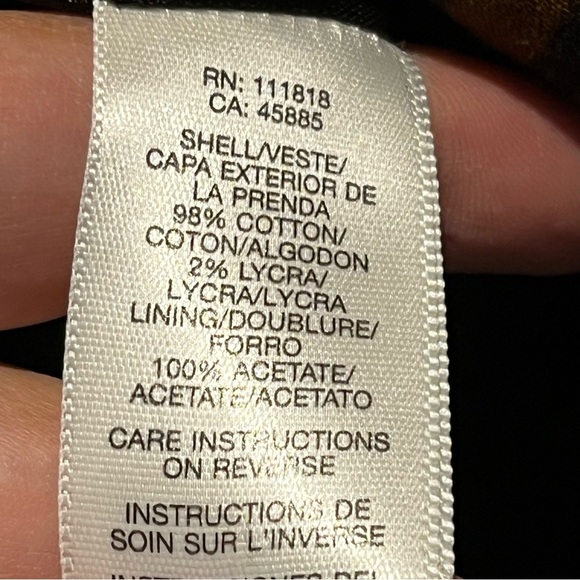 RN: 111818
CA: 45885
SHELL/VESTE/
CAPA EXTERIOR DE
LA PRENDA
98% COTTON/
COTON/ALGODON
2% LYCRA/
LYCRA/LYCRA
LINING/DOUBLURE/
FORRO
100% ACETATE/
ACETATE/ACETATO
CARE INSTRUCTIONS
ON REVERSE
INSTRUCTIONS DE
SOIN SUR L'INVERSE